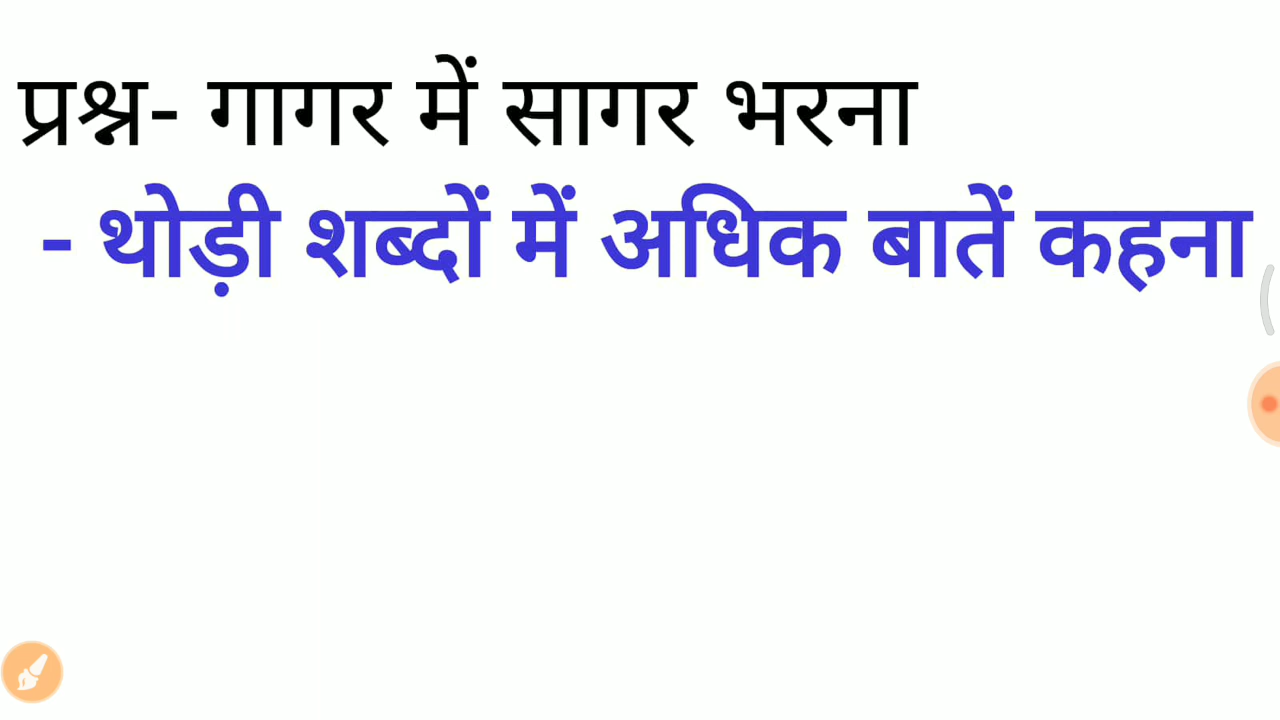 प्रश्न- गागर में सागर भरना
- थोड़ी शब्दों में अधिक बातें कहना